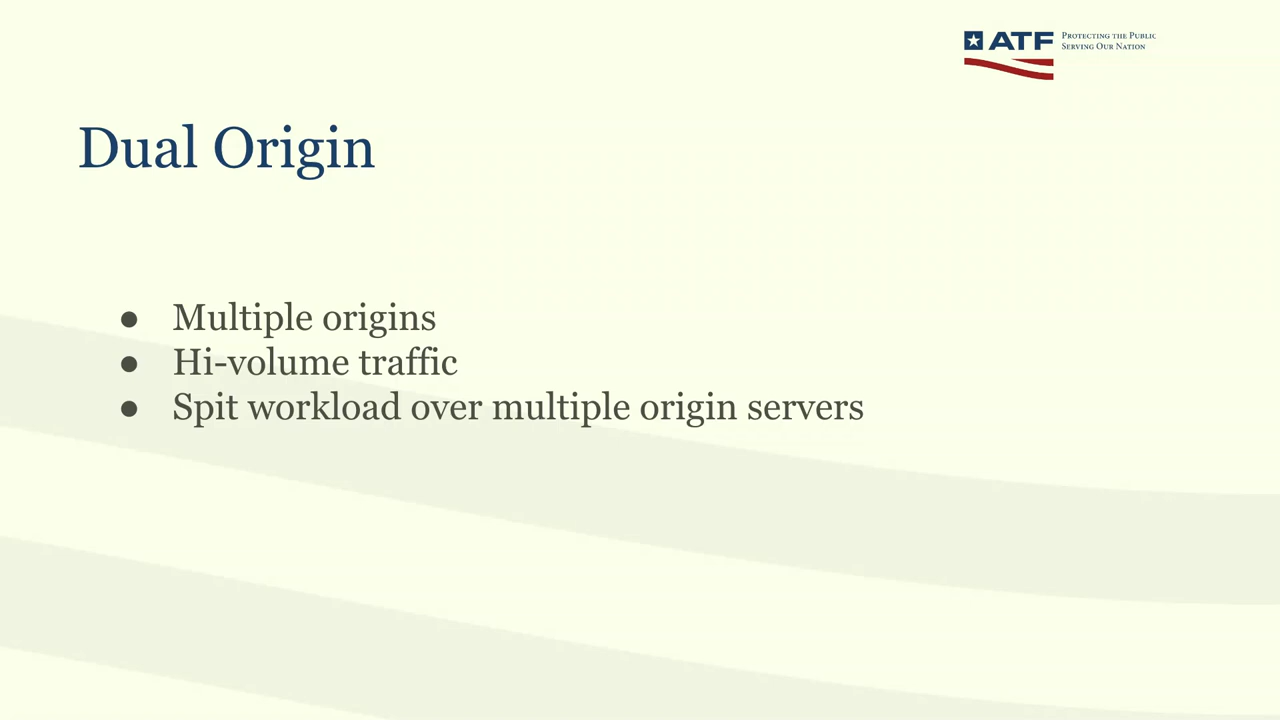 ATF
PROTECTING THE PUBLIC
SERVING OUR NATION
Dual Origin
● Multiple origins
● Hi-volume traffic
● Spit workload over multiple origin servers